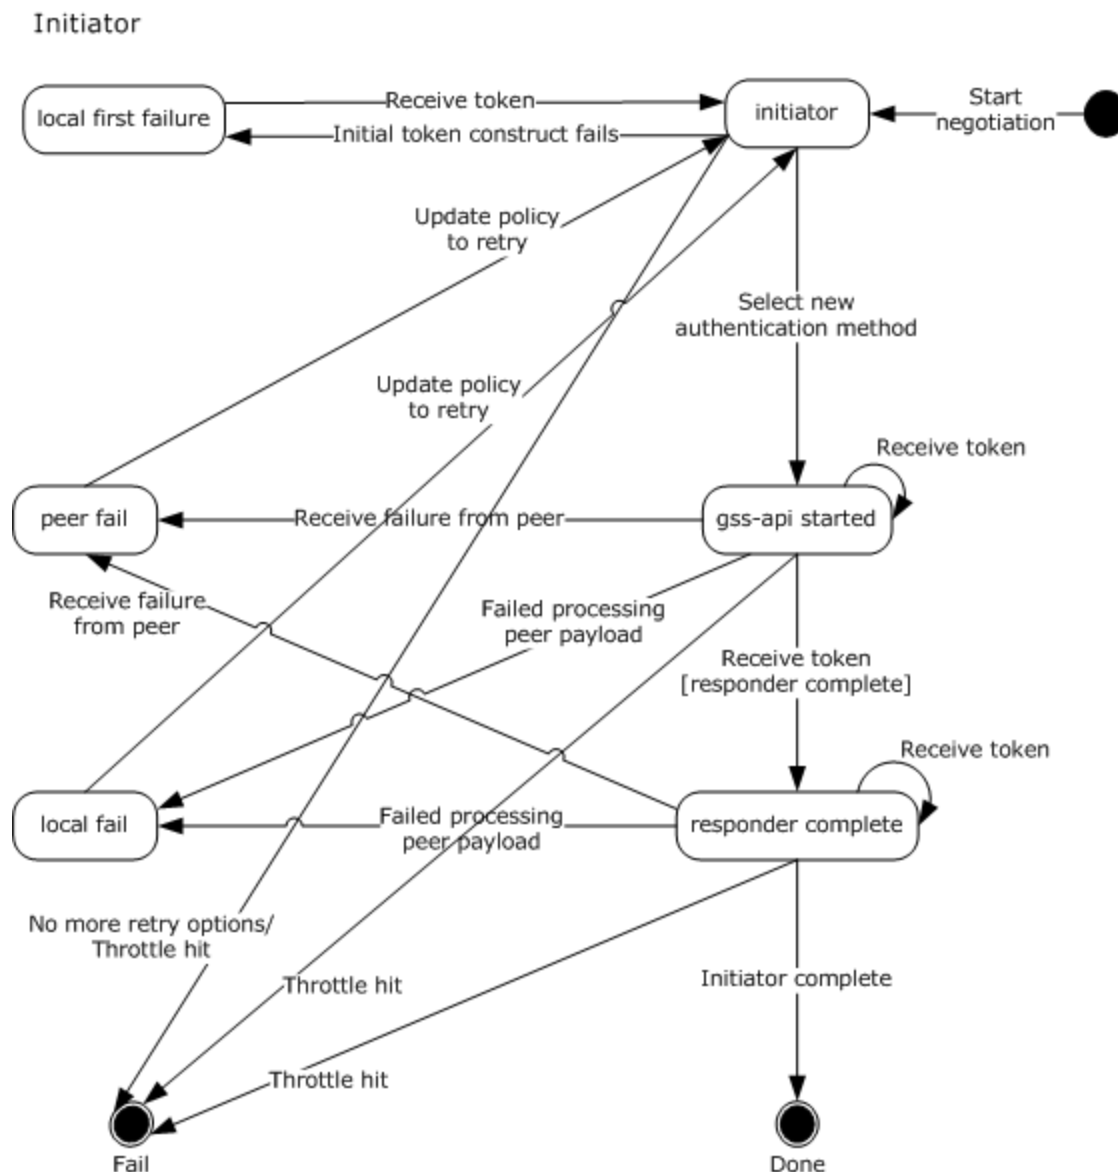 Initiator
local first failure
Receive token
Initial token construct fails
initiator
Start
negotiation
Update policy
to retry
Select new
authentication method
Update policy
to retry
Receive token
peer fail
Receive failure from peer
gss-api started
Receive failure
from peer
Failed processing
peer payload
Receive token
[responder complete]
Receive token
local fail
Failed processing
peer payload
responder complete
No more retry options/
Throttle hit
Throttle hit
Initiator complete
Throttle hit
Fail
Done